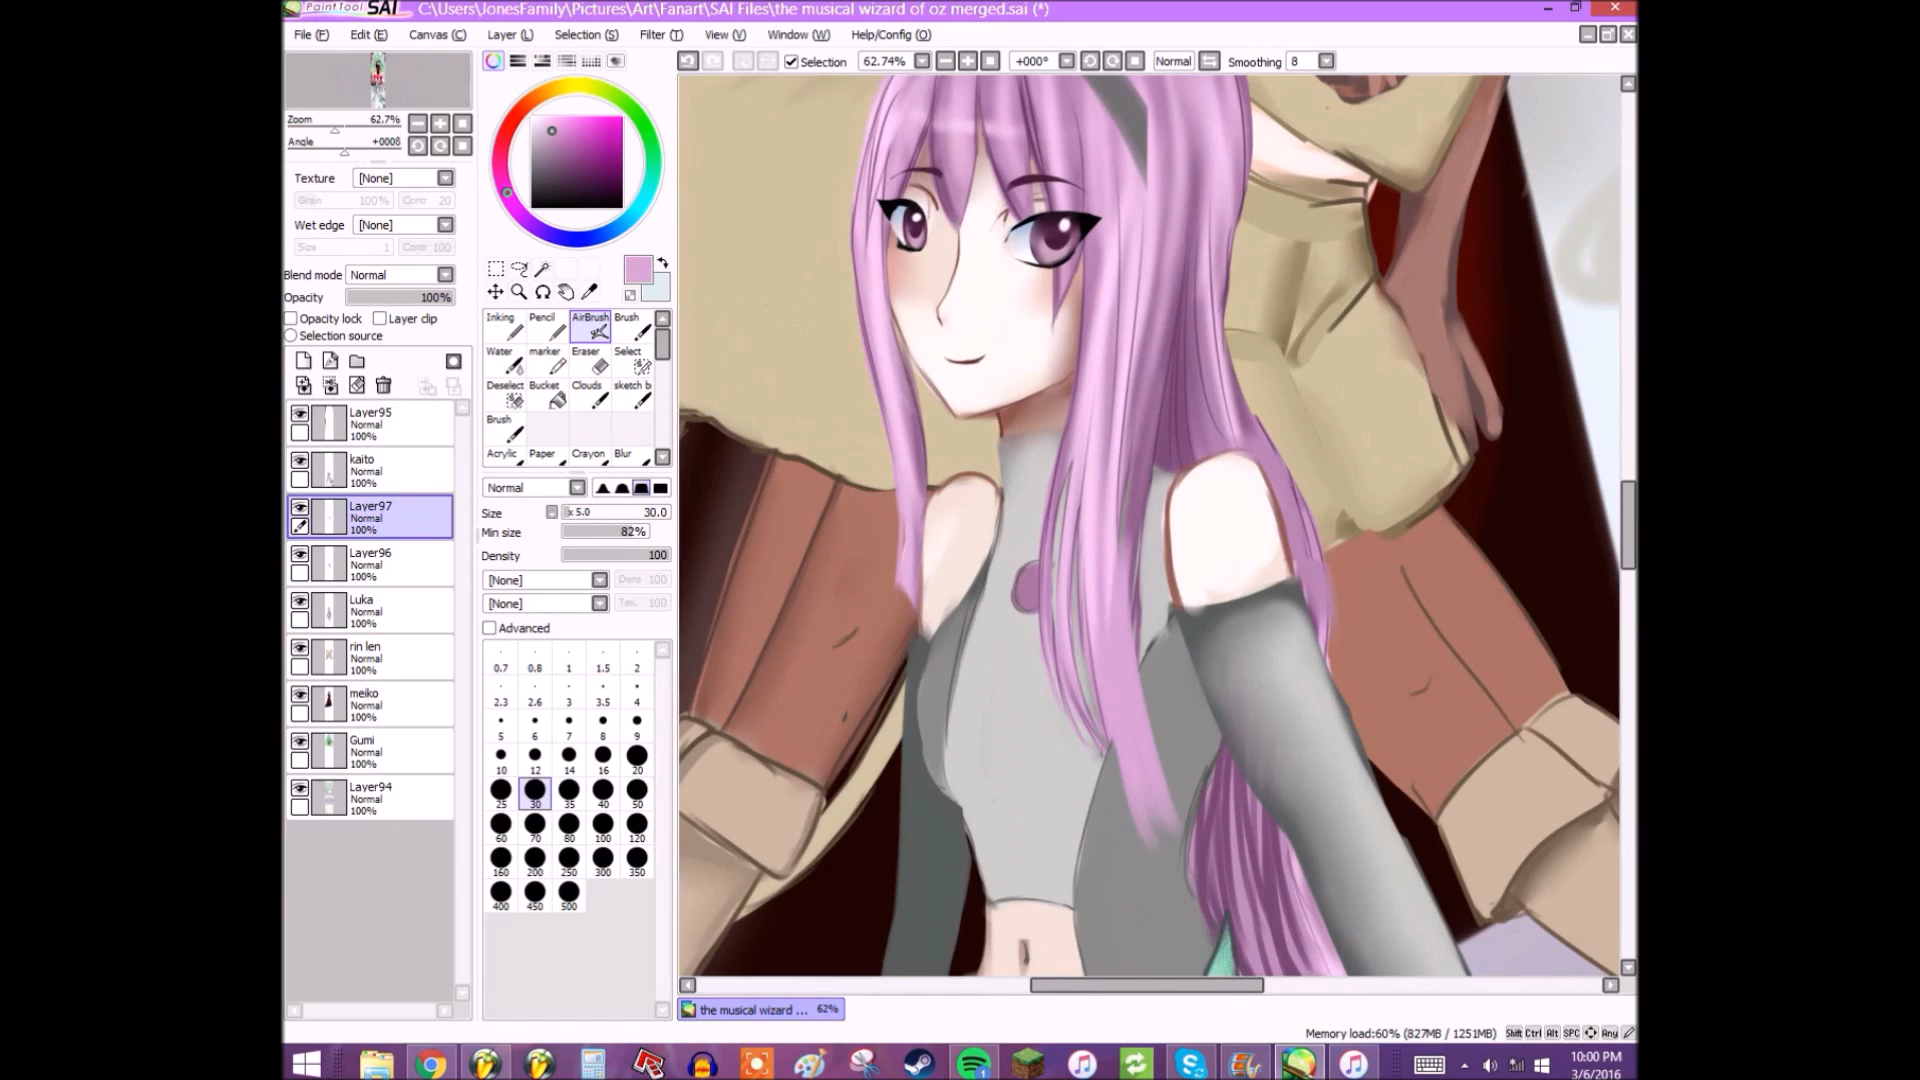 PaintTool SAI C:\Users\JonesFamily\Pictures\Art\Fanart\SAI Files\the musical wizard of oz merged.sai (*)
File (F) Edit (E) Canvas (C) Layer (L) Selection (S) Filter (T) View (V) Window (W) Help/Config (O)
Selection 62.74% +000° Normal Smoothing 8
Zoom 62.7%
Angle +0008
Texture [None]
Grain 100% Contr 20
Wet edge [None]
Size 1 Contr 100
Blend mode Normal
Opacity 100%
Opacity lock Layer clip
Selection source
Layer95
Normal
100%
kaito
Normal
100%
Layer97
Normal
100%
Layer96
Normal
100%
Luka
Normal
100%
rin len
Normal
100%
meiko
Normal
100%
Gumi
Normal
100%
Layer94
Normal
100%
Inking Pencil AirBrush Brush
Water marker Eraser Select
Deselect Bucket Clouds sketch b
Brush
Acrylic Paper Crayon Blur
Normal
Size x 5.0 30.0
Min size 82%
Density 100
[None] Dens 100
[None] Tex. 100
Advanced
0.7 0.8 1 1.5 2
2.3 2.6 3 3.5 4
5 6 7 8 9
10 12 14 16 20
25 30 35 40 50
60 70 80 100 120
160 200 250 300 350
400 450 500
the musical wizard ... 62%
Memory load:60% (827MB / 1251MB) Shift Ctrl Alt SPC Any
10:00 PM
3/6/2016